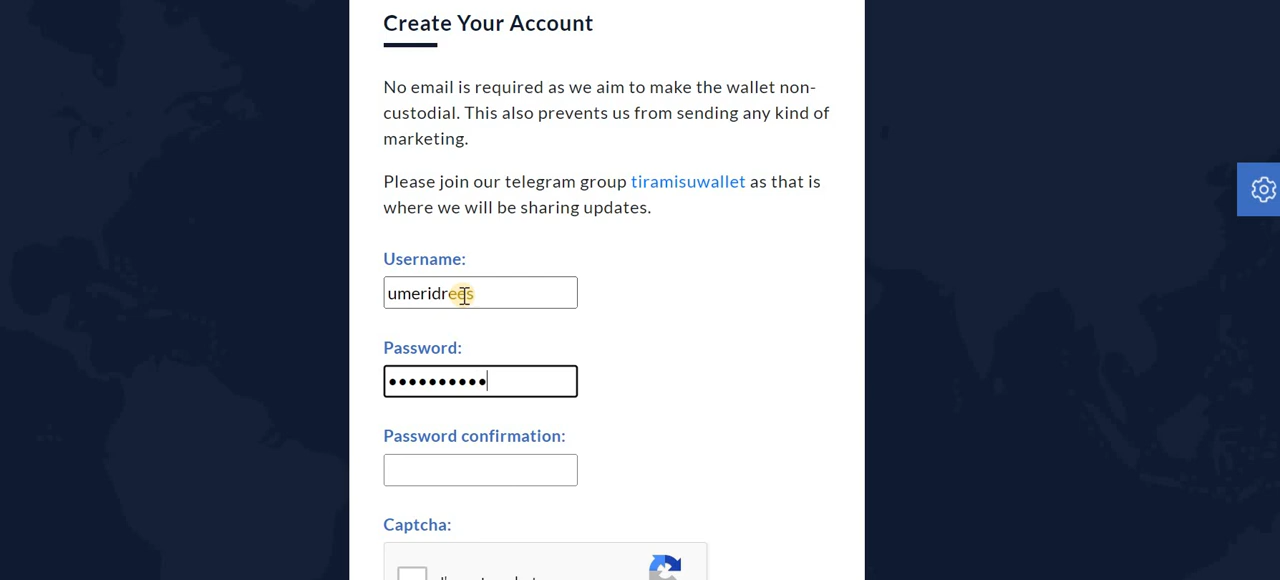 Create Your Account
No email is required as we aim to make the wallet non-
custodial. This also prevents us from sending any kind of
marketing.
Please join our telegram group tiramisuwallet as that is
where we will be sharing updates.
Username:
umeridrees
Password:
••••••••••
Password confirmation:
Captcha: